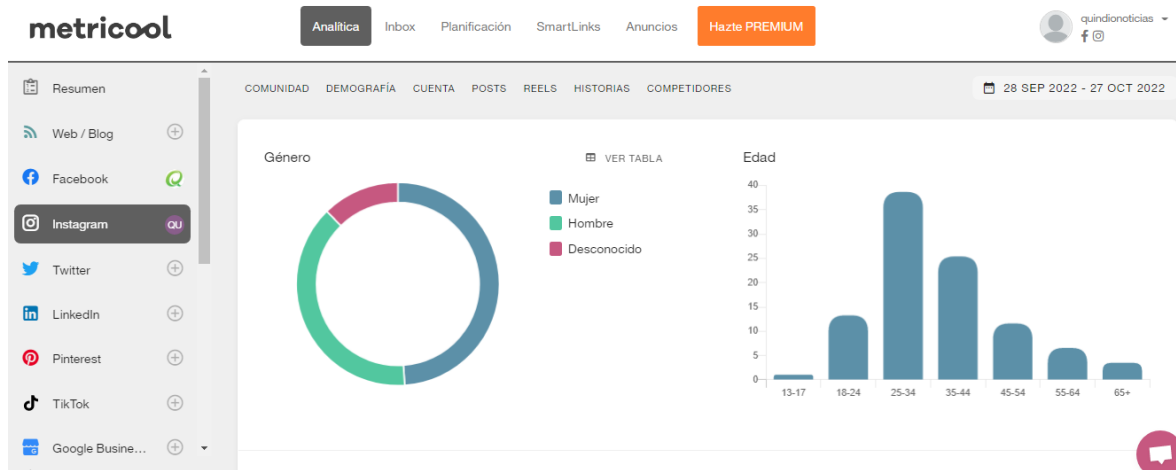 metricool
Analítica Inbox Planificación SmartLinks Anuncios Hazte PREMIUM
quindionoticias
Resumen
Web / Blog
Facebook
Instagram QU
Twitter
LinkedIn
Pinterest
TikTok
Google Busine...
COMUNIDAD DEMOGRAFÍA CUENTA POSTS REELS HISTORIAS COMPETIDORES
28 SEP 2022 - 27 OCT 2022
Género
VER TABLA
Mujer
Hombre
Desconocido
Edad
40
35
30
25
20
15
10
5
0
13-17 18-24 25-34 35-44 45-54 55-64 65+